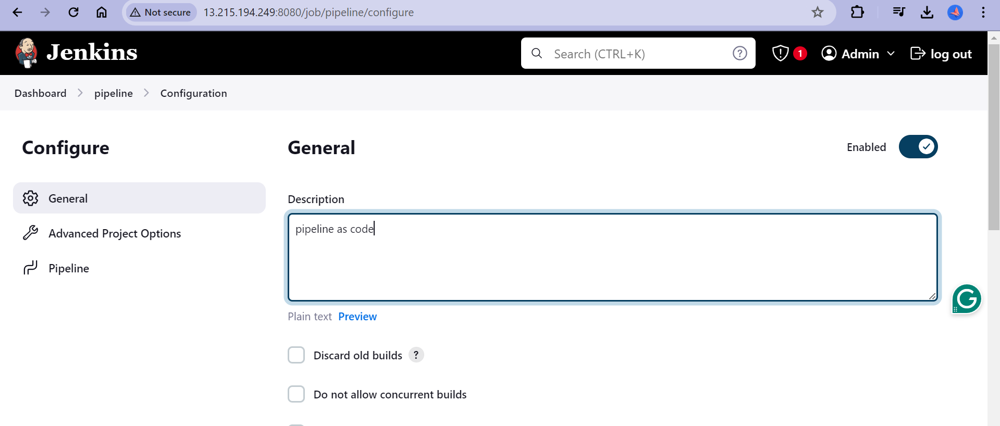 Not secure 13.215.194.249:8080/job/pipeline/configure
Jenkins
Search (CTRL+K)
?
1
Admin
log out
Dashboard
pipeline
Configuration
Configure
General
Enabled
General
Advanced Project Options
Pipeline
Description
pipeline as code
Plain text Preview
Discard old builds ?
Do not allow concurrent builds